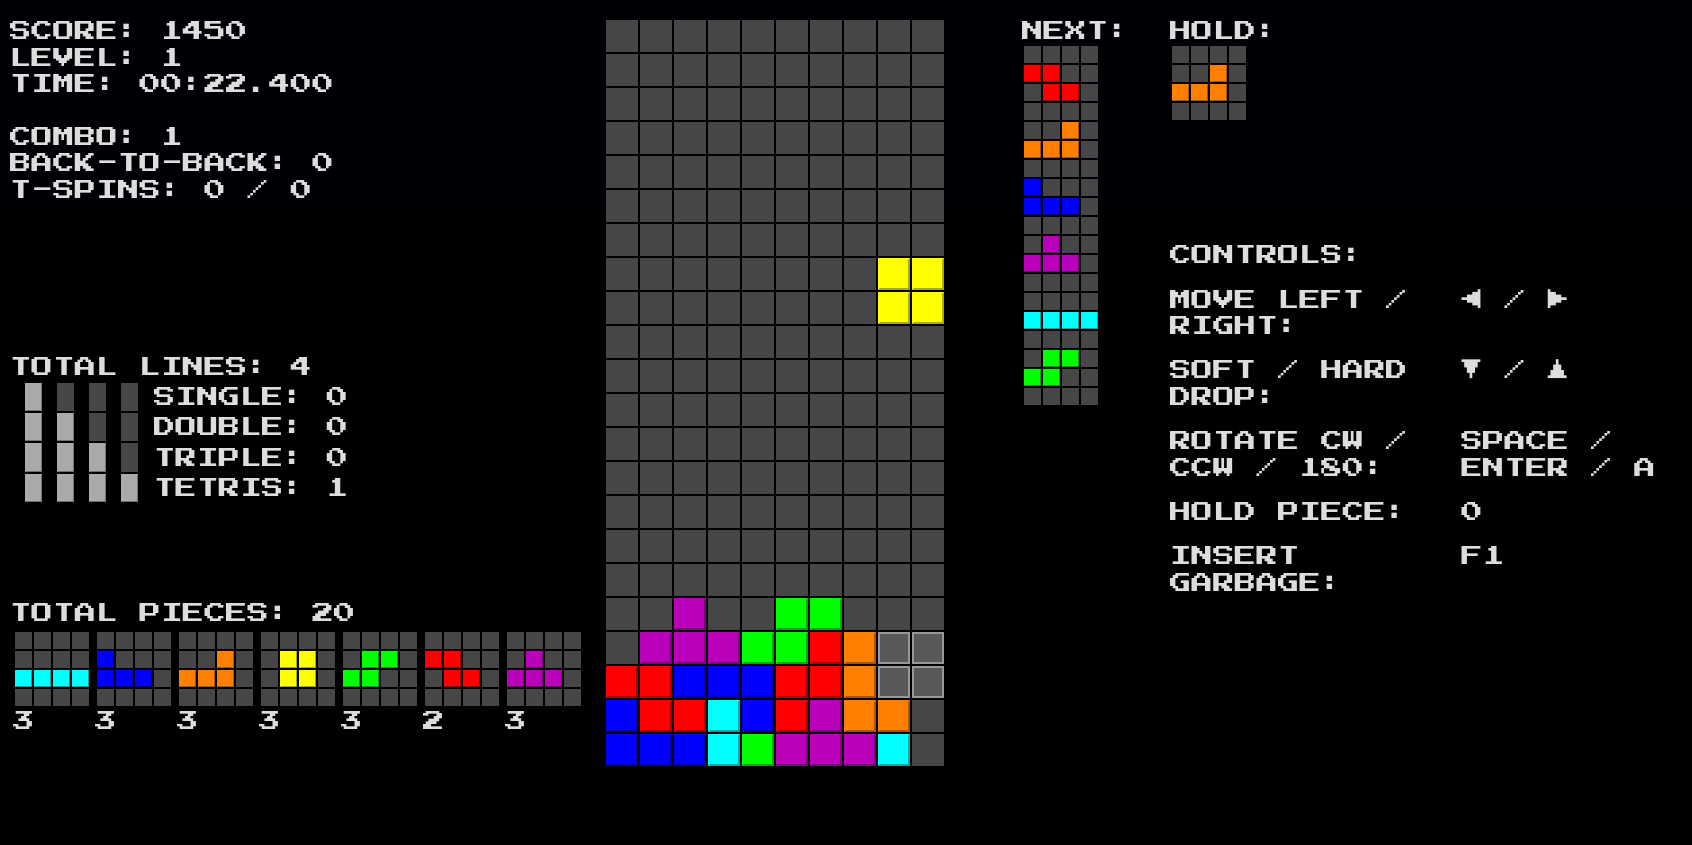 SCORE: 1450
LEVEL: 1
TIME: 00:22.400
COMBO: 1
BACK-TO-BACK: 0
T-SPINS: 0 / 0
TOTAL LINES: 4
SINGLE: 0
DOUBLE: 0
TRIPLE: 0
TETRIS: 1
TOTAL PIECES: 20
3 3 3 3 3 2 3
NEXT:
HOLD:
CONTROLS:
MOVE LEFT / ◄ / ►
RIGHT:
SOFT / HARD ▼ / ▲
DROP:
ROTATE CW / SPACE /
CCW / 180: ENTER / A
HOLD PIECE: 0
INSERT F1
GARBAGE: